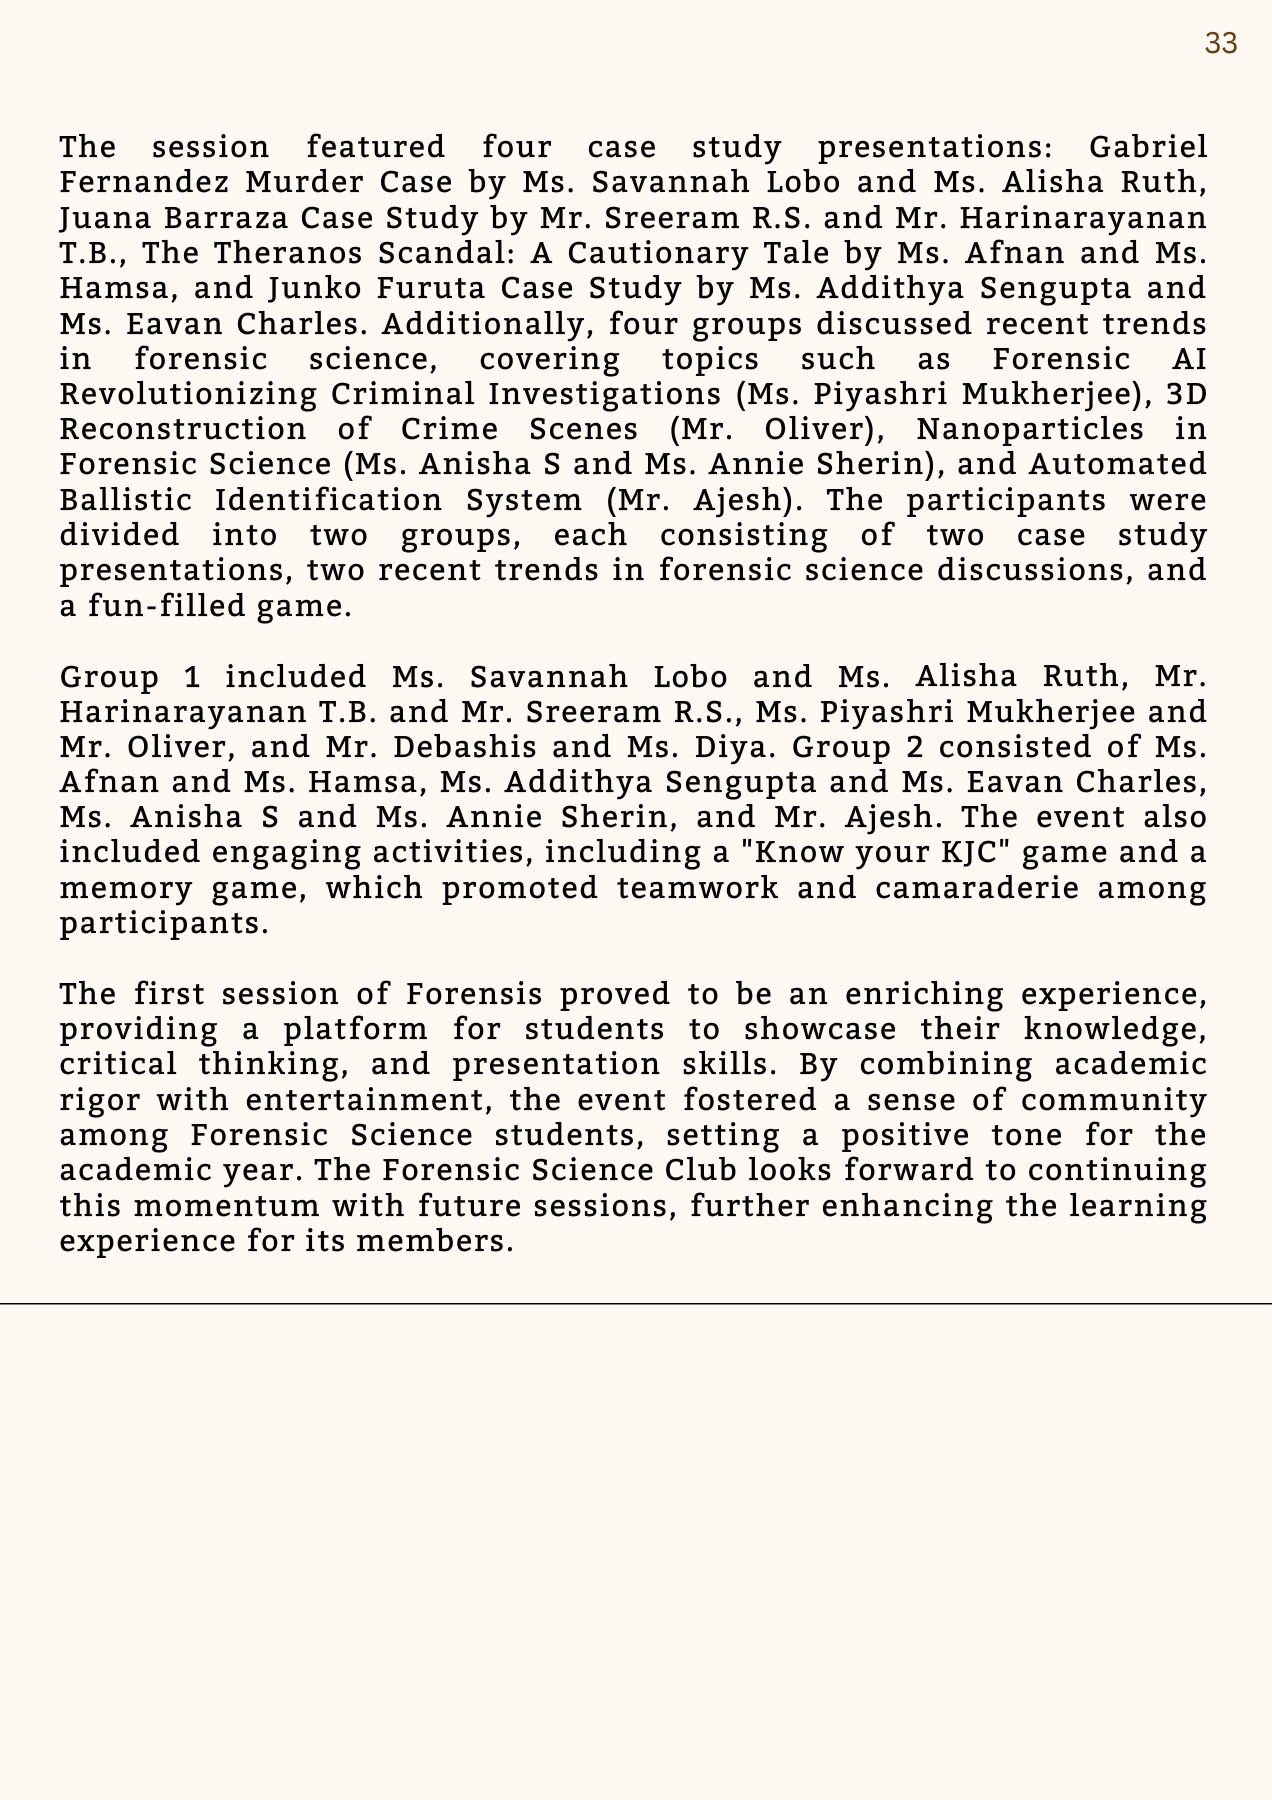 33
The session featured four case study presentations: Gabriel
Fernandez Murder Case by Ms. Savannah Lobo and Ms. Alisha Ruth,
Juana Barraza Case Study by Mr. Sreeram R.S. and Mr. Harinarayanan
T.B., The Theranos Scandal: A Cautionary Tale by Ms. Afnan and Ms.
Hamsa, and Junko Furuta Case Study by Ms. Addithya Sengupta and
Ms. Eavan Charles. Additionally, four groups discussed recent trends
in forensic science, covering topics such as Forensic AI
Revolutionizing Criminal Investigations (Ms. Piyashri Mukherjee), 3D
Reconstruction of Crime Scenes (Mr. Oliver), Nanoparticles in
Forensic Science (Ms. Anisha S and Ms. Annie Sherin), and Automated
Ballistic Identification System (Mr. Ajesh). The participants were
divided into two groups, each consisting of two case study
presentations, two recent trends in forensic science discussions, and
a fun-filled game.
Group 1 included Ms. Savannah Lobo and Ms. Alisha Ruth, Mr.
Harinarayanan T.B. and Mr. Sreeram R.S., Ms. Piyashri Mukherjee and
Mr. Oliver, and Mr. Debashis and Ms. Diya. Group 2 consisted of Ms.
Afnan and Ms. Hamsa, Ms. Addithya Sengupta and Ms. Eavan Charles,
Ms. Anisha S and Ms. Annie Sherin, and Mr. Ajesh. The event also
included engaging activities, including a "Know your KJC" game and a
memory game, which promoted teamwork and camaraderie among
participants.
The first session of Forensis proved to be an enriching experience,
providing a platform for students to showcase their knowledge,
critical thinking, and presentation skills. By combining academic
rigor with entertainment, the event fostered a sense of community
among Forensic Science students, setting a positive tone for the
academic year. The Forensic Science Club looks forward to continuing
this momentum with future sessions, further enhancing the learning
experience for its members.